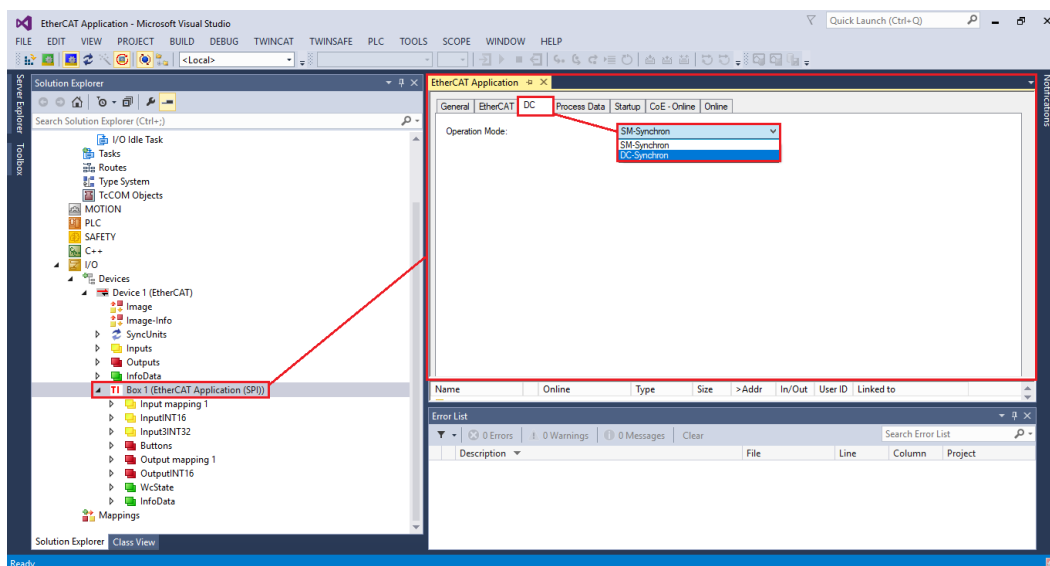 EtherCAT Application - Microsoft Visual Studio
Quick Launch (Ctrl+Q)
FILE EDIT VIEW PROJECT BUILD DEBUG TWINCAT TWINSAFE PLC TOOLS SCOPE WINDOW HELP
<Local>
Server Explorer
Toolbox
Solution Explorer
Search Solution Explorer (Ctrl+;)
I/O Idle Task
Tasks
Routes
Type System
TcCOM Objects
MOTION
PLC
SAFETY
C++
I/O
Devices
Device 1 (EtherCAT)
Image
Image-Info
SyncUnits
Inputs
Outputs
InfoData
TI Box 1 (EtherCAT Application (SPI))
Input mapping 1
InputINT16
Input3INT32
Buttons
Output mapping 1
OutputINT16
WcState
InfoData
Mappings
Solution Explorer Class View
EtherCAT Application
General EtherCAT DC Process Data Startup CoE - Online Online
Operation Mode: SM-Synchron
SM-Synchron
DC-Synchron
Name Online Type Size >Addr In/Out User ID Linked to
Error List
0 Errors 0 Warnings 0 Messages Clear Search Error List
Description File Line Column Project
Notifications
Ready